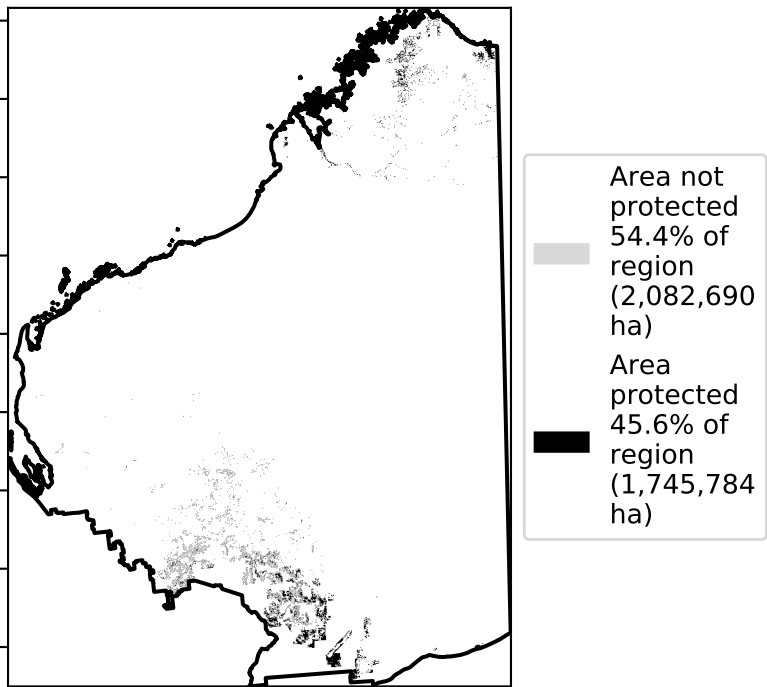 Area not
protected
54.4% of
region
(2,082,690
ha)
Area
protected
45.6% of
region
(1,745,784
ha)